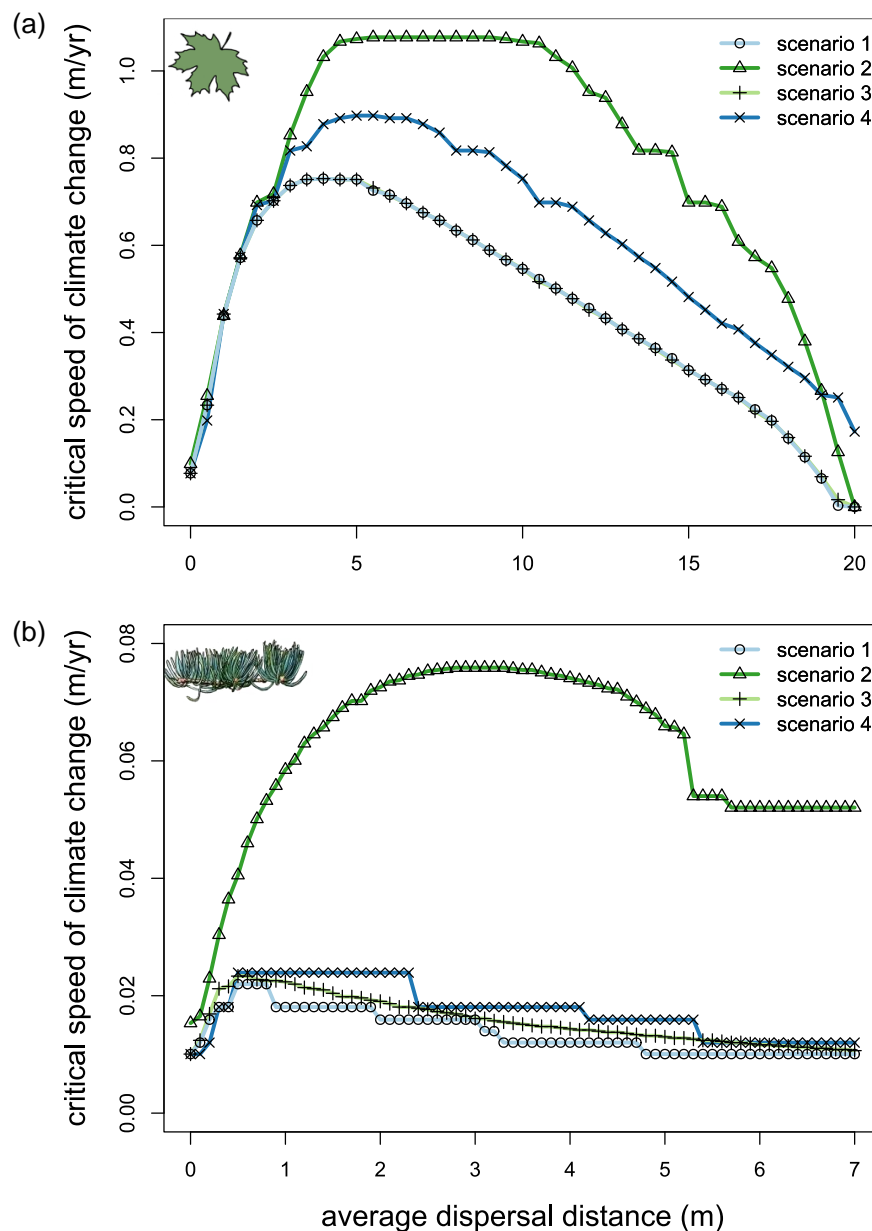 (a)
critical speed of climate change (m/yr)
0.0
0.2
0.4
0.6
0.8
1.0
scenario 1
scenario 2
scenario 3
scenario 4
0
5
10
15
20
(b)
critical speed of climate change (m/yr)
0.00
0.02
0.04
0.06
0.08
scenario 1
scenario 2
scenario 3
scenario 4
0
1
2
3
4
5
6
7
average dispersal distance (m)